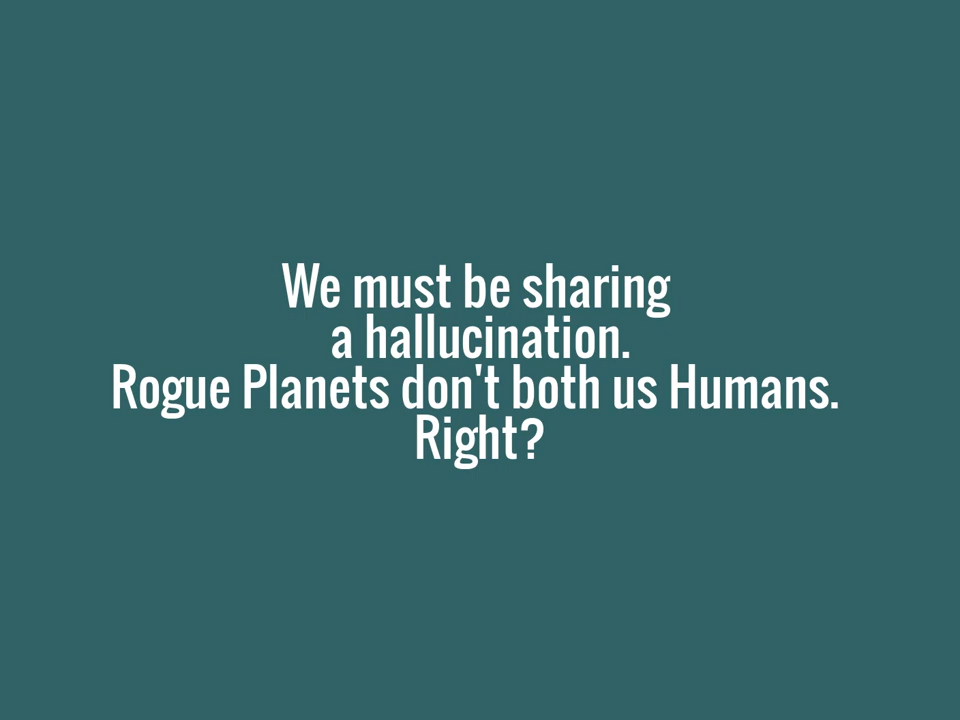 We must be sharing
a hallucination.
Rogue Planets don't both us Humans.
Right?